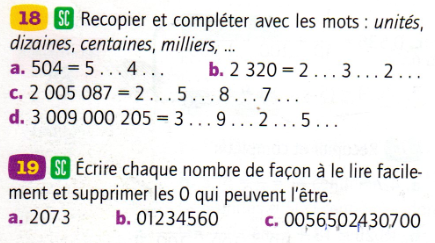 18 SC Recopier et compléter avec les mots : unités,
dizaines, centaines, milliers, ...
a. 504 = 5 ... 4 ... b. 2 320 = 2 ... 3 ... 2 ...
c. 2 005 087 = 2 ... 5 ... 8 ... 7 ...
d. 3 009 000 205 = 3 ... 9 ... 2 ... 5 ...
19 SC Écrire chaque nombre de façon à le lire facile-
ment et supprimer les 0 qui peuvent l'être.
a. 2073 b. 01234560 c. 0056502430700